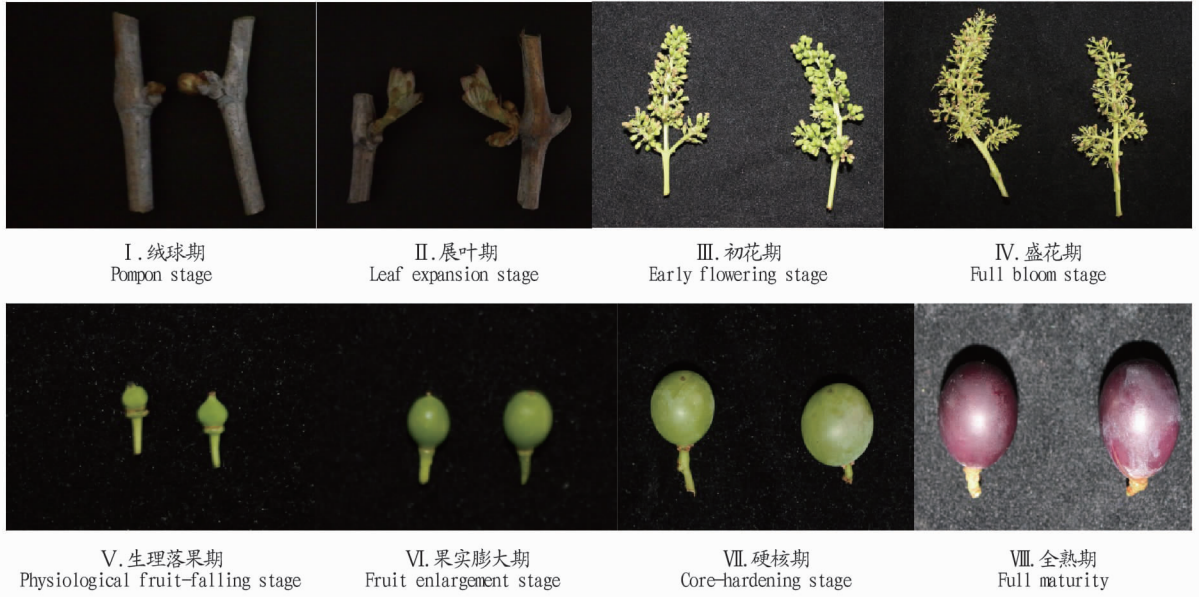 Ⅰ.绒球期
Pompon stage
Ⅱ.展叶期
Leaf expansion stage
Ⅲ.初花期
Early flowering stage
Ⅳ.盛花期
Full bloom stage
Ⅴ.生理落果期
Physiological fruit-falling stage
Ⅵ.果实膨大期
Fruit enlargement stage
Ⅶ.硬核期
Core-hardening stage
Ⅷ.全熟期
Full maturity